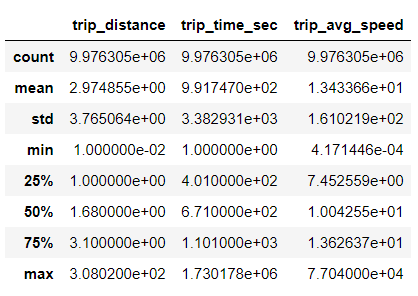 trip_distance trip_time_sec trip_avg_speed
count 9.976305e+06 9.976305e+06 9.976305e+06
mean 2.974855e+00 9.917470e+02 1.343366e+01
std 3.765064e+00 3.382931e+03 1.610219e+02
min 1.000000e-02 1.000000e+00 4.171446e-04
25% 1.000000e+00 4.010000e+02 7.452559e+00
50% 1.680000e+00 6.710000e+02 1.004255e+01
75% 3.100000e+00 1.101000e+03 1.362637e+01
max 3.080200e+02 1.730178e+06 7.704000e+04